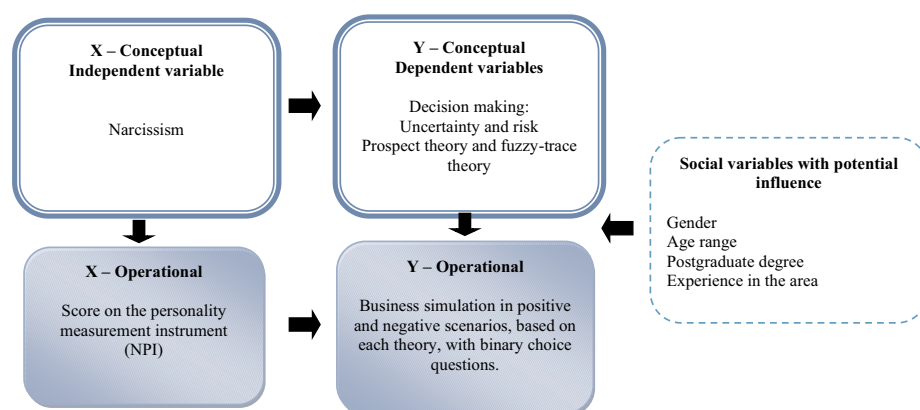 X – Conceptual
Independent variable
Narcissism
Y – Conceptual
Dependent variables
Decision making:
Uncertainty and risk
Prospect theory and fuzzy-trace
theory
Social variables with potential
influence
Gender
Age range
Postgraduate degree
Experience in the area
X – Operational
Score on the personality
measurement instrument
(NPI)
Y – Operational
Business simulation in positive
and negative scenarios, based on
each theory, with binary choice
questions.